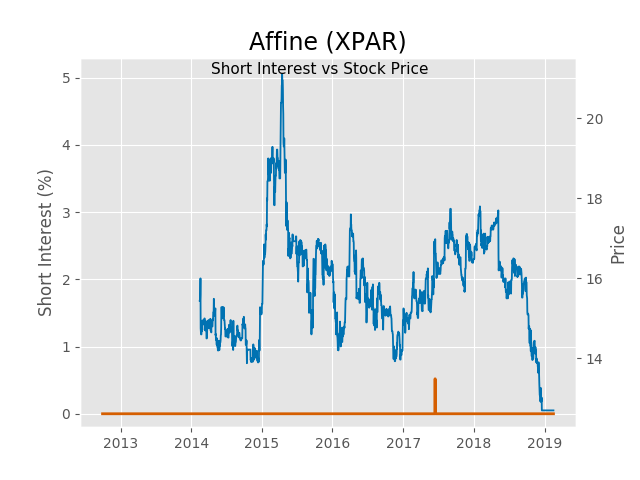 Affine (XPAR)
Short Interest vs Stock Price
Short Interest (%)
5
4
3
2
1
0
Price
20
18
16
14
2013 2014 2015 2016 2017 2018 2019